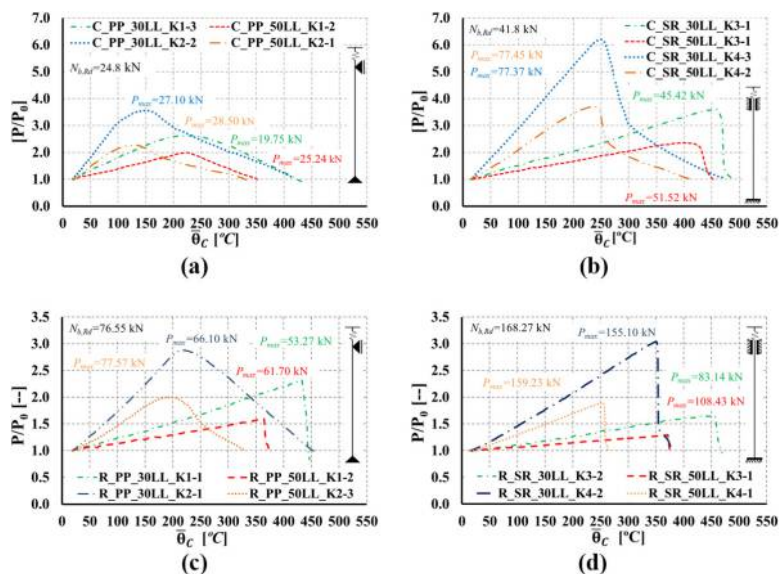 C_PP_30LL_K1-3 C_PP_50LL_K1-2
C_PP_30LL_K2-2 C_PP_50LL_K2-1
7.0
6.0
5.0
4.0
3.0
2.0
1.0
0.0
[P/P0]
Nb,Rd=24.8 kN
Pmax=27.10 kN
Pmax=28.50 kN
Pmax=19.75 kN
Pmax=25.24 kN
0 50 100 150 200 250 300 350 400 450 500 550
θ̅C [ºC]
(a)
C_SR_30LL_K3-1
C_SR_50LL_K3-1
C_SR_30LL_K4-3
C_SR_50LL_K4-2
7.0
6.0
5.0
4.0
3.0
2.0
1.0
0.0
[P/P0]
Nb,Rd=41.8 kN
Pmax=77.45 kN
Pmax=77.37 kN
Pmax=45.42 kN
Pmax=51.52 kN
0 50 100 150 200 250 300 350 400 450 500 550
θ̅C [ºC]
(b)
3.5
3.0
2.5
2.0
1.5
1.0
0.5
0.0
P/P0 [--]
Nb,Rd=76.55 kN
Pmax=66.10 kN
Pmax=53.27 kN
Pmax=77.57 kN
Pmax=61.70 kN
R_PP_30LL_K1-1 R_PP_50LL_K1-2
R_PP_30LL_K2-1 R_PP_50LL_K2-3
0 50 100 150 200 250 300 350 400 450 500 550
θ̅C [ºC]
(c)
3.5
3.0
2.5
2.0
1.5
1.0
0.5
0.0
P/P0 [--]
Nb,Rd=168.27 kN
Pmax=155.10 kN
Pmax=159.23 kN
Pmax=83.14 kN
Pmax=108.43 kN
R_SR_30LL_K3-2 R_SR_50LL_K3-1
R_SR_30LL_K4-2 R_SR_50LL_K4-1
0 50 100 150 200 250 300 350 400 450 500 550
θ̅C [ºC]
(d)